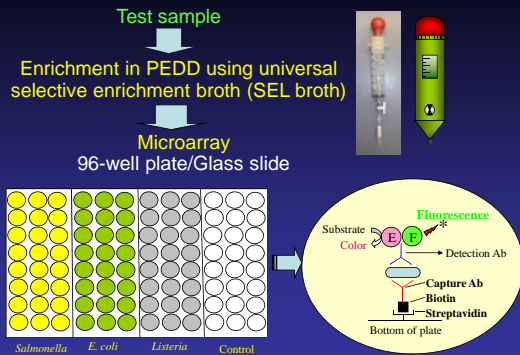 Test sample
Enrichment in PEDD using universal
selective enrichment broth (SEL broth)
Microarray
96-well plate/Glass slide
Salmonella
E. coli
Listeria
Control
Fluorescence
*
Substrate
Color
E
F
Detection Ab
Capture Ab
Biotin
Streptavidin
Bottom of plate